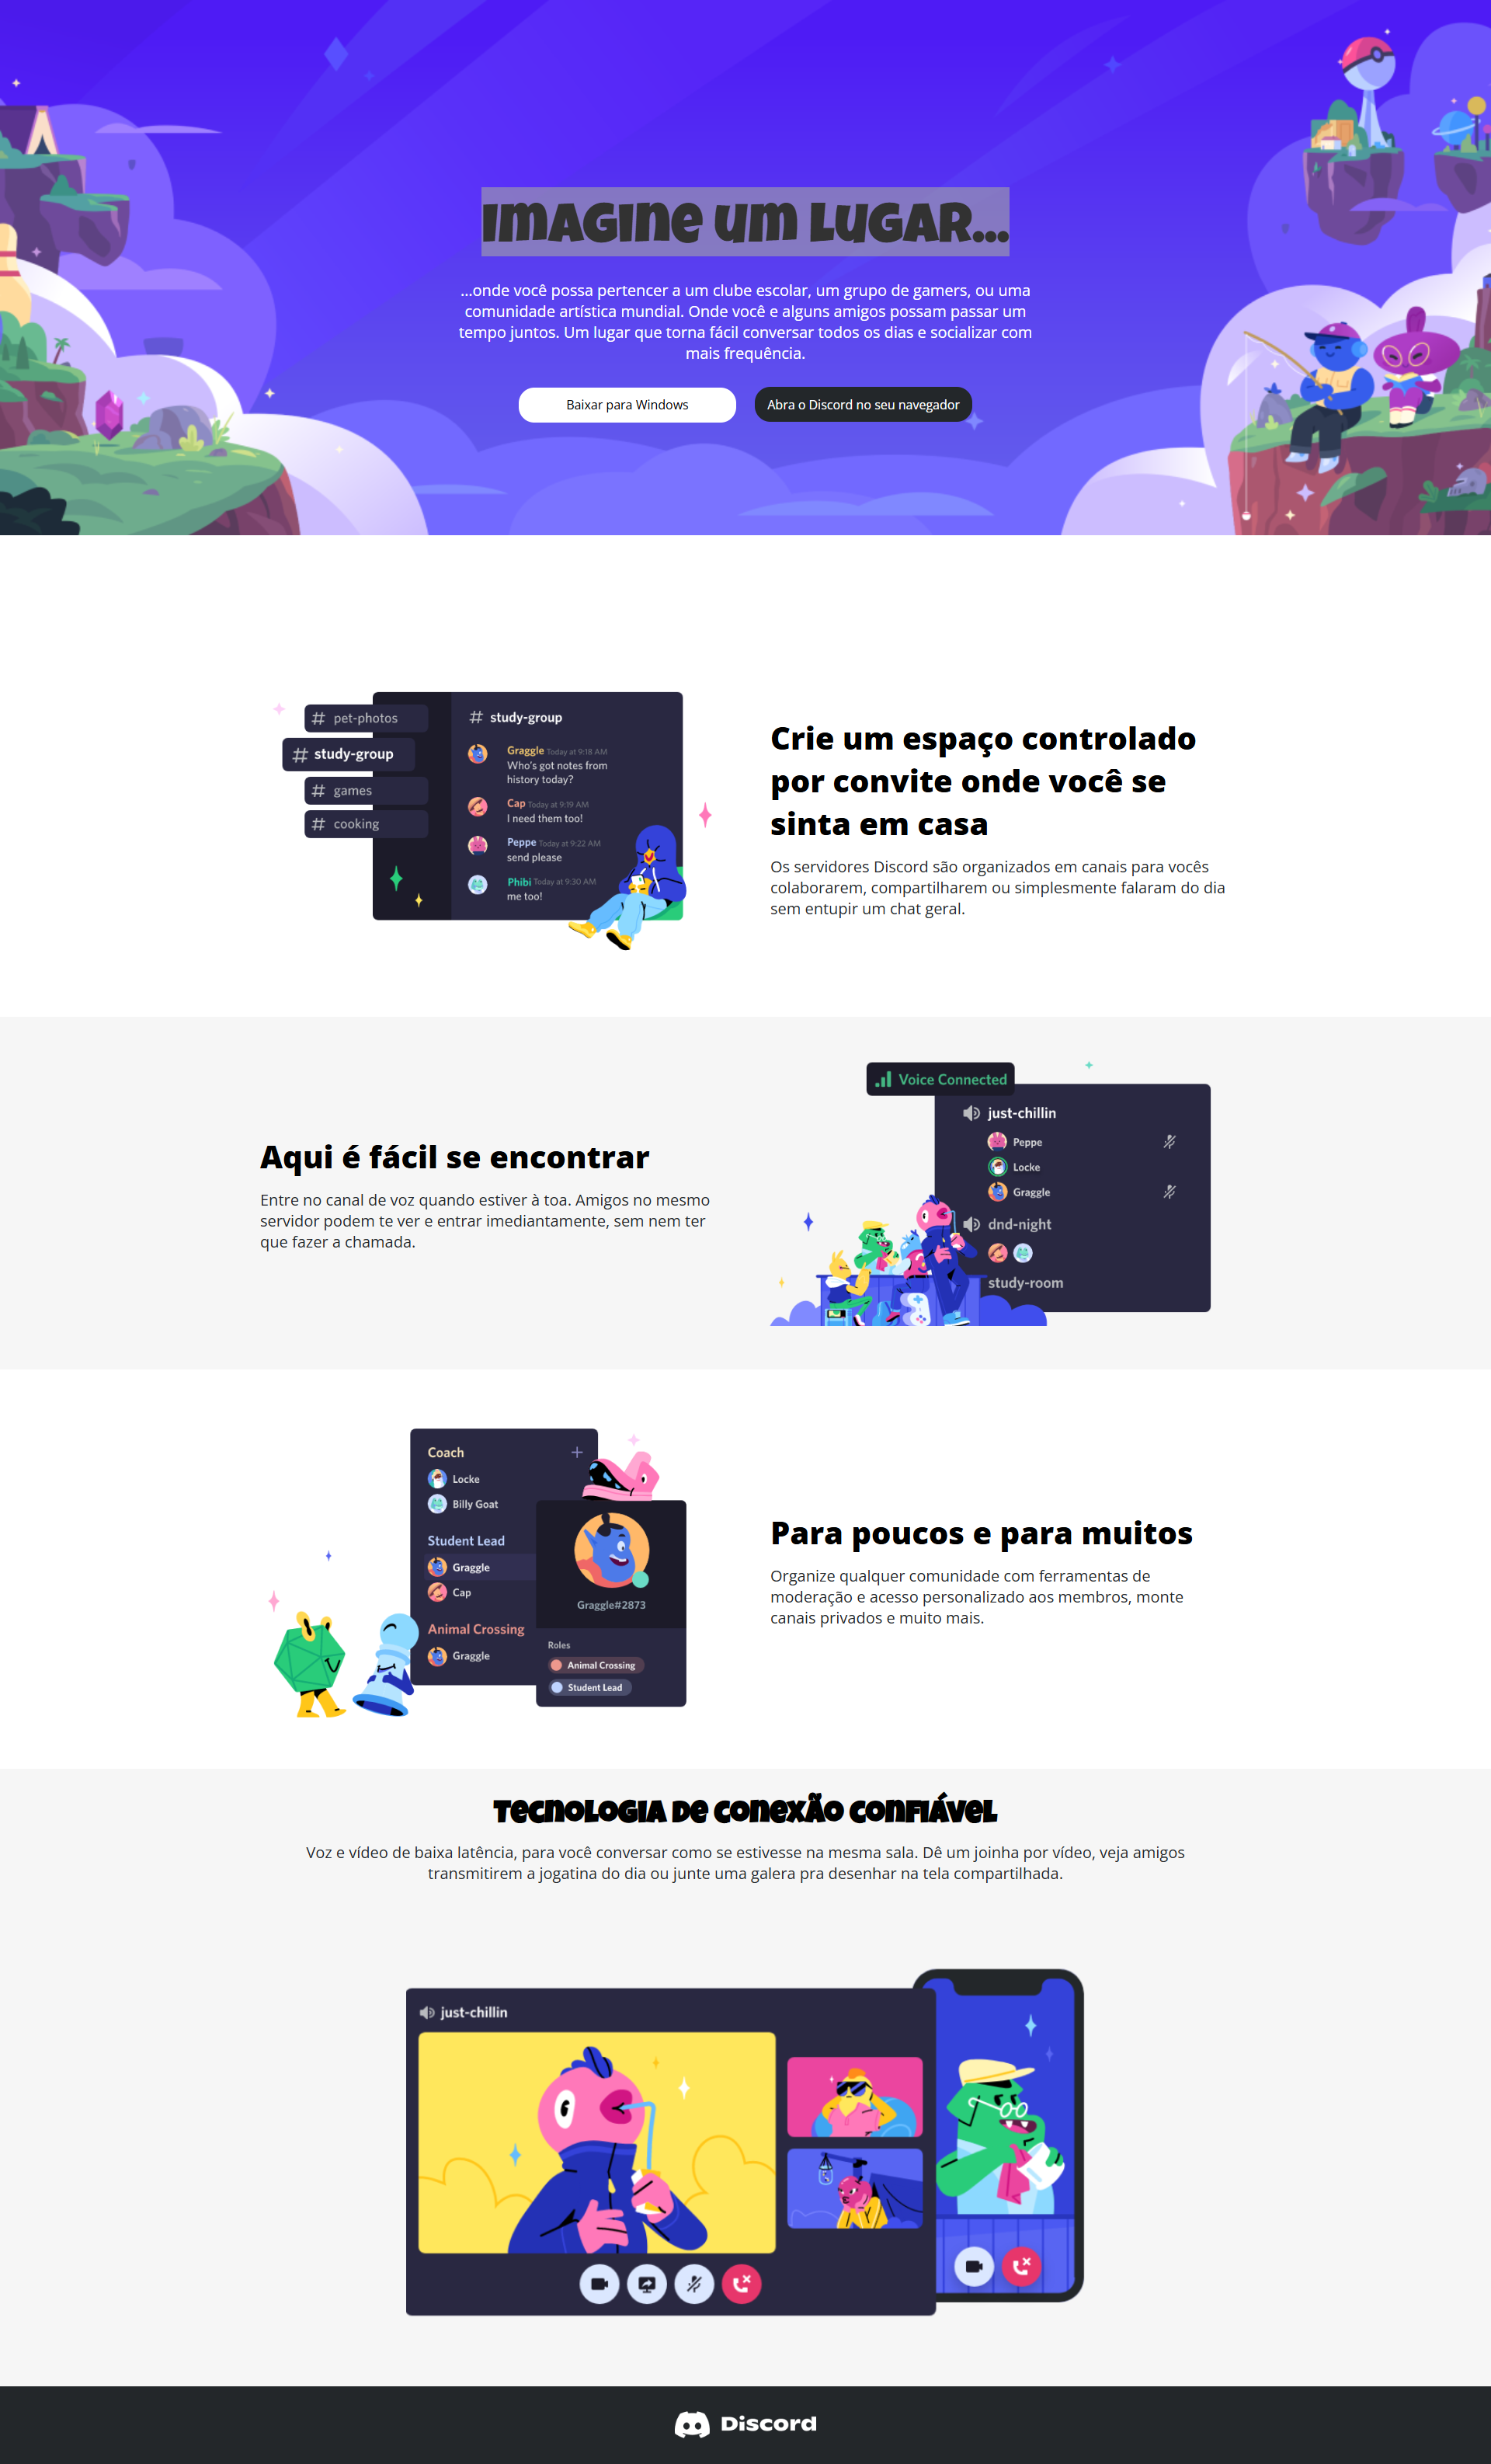 Imagine um lugar...
...onde você possa pertencer a um clube escolar, um grupo de gamers, ou uma
comunidade artística mundial. Onde você e alguns amigos possam passar um
tempo juntos. Um lugar que torna fácil conversar todos os dias e socializar com
mais frequência.
Baixar para Windows
Abra o Discord no seu navegador
# pet-photos
# study-group
# games
# cooking
# study-group
Graggle Today at 9:18 AM
Who's got notes from
history today?
Cap Today at 9:19 AM
I need them too!
Peppe Today at 9:22 AM
send please
Phibi Today at 9:30 AM
me too!
Crie um espaço controlado
por convite onde você se
sinta em casa
Os servidores Discord são organizados em canais para vocês
colaborarem, compartilharem ou simplesmente falaram do dia
sem entupir um chat geral.
Aqui é fácil se encontrar
Entre no canal de voz quando estiver à toa. Amigos no mesmo
servidor podem te ver e entrar imediantamente, sem nem ter
que fazer a chamada.
Voice Connected
just-chillin
Peppe
Locke
Graggle
dnd-night
study-room
Coach
Locke
Billy Goat
Student Lead
Graggle
Cap
Animal Crossing
Graggle
Graggle#2873
Roles
Animal Crossing
Student Lead
Para poucos e para muitos
Organize qualquer comunidade com ferramentas de
moderação e acesso personalizado aos membros, monte
canais privados e muito mais.
Tecnologia de conexão confiável
Voz e vídeo de baixa latência, para você conversar como se estivesse na mesma sala. Dê um joinha por vídeo, veja amigos
transmitirem a jogatina do dia ou junte uma galera pra desenhar na tela compartilhada.
just-chillin
Discord